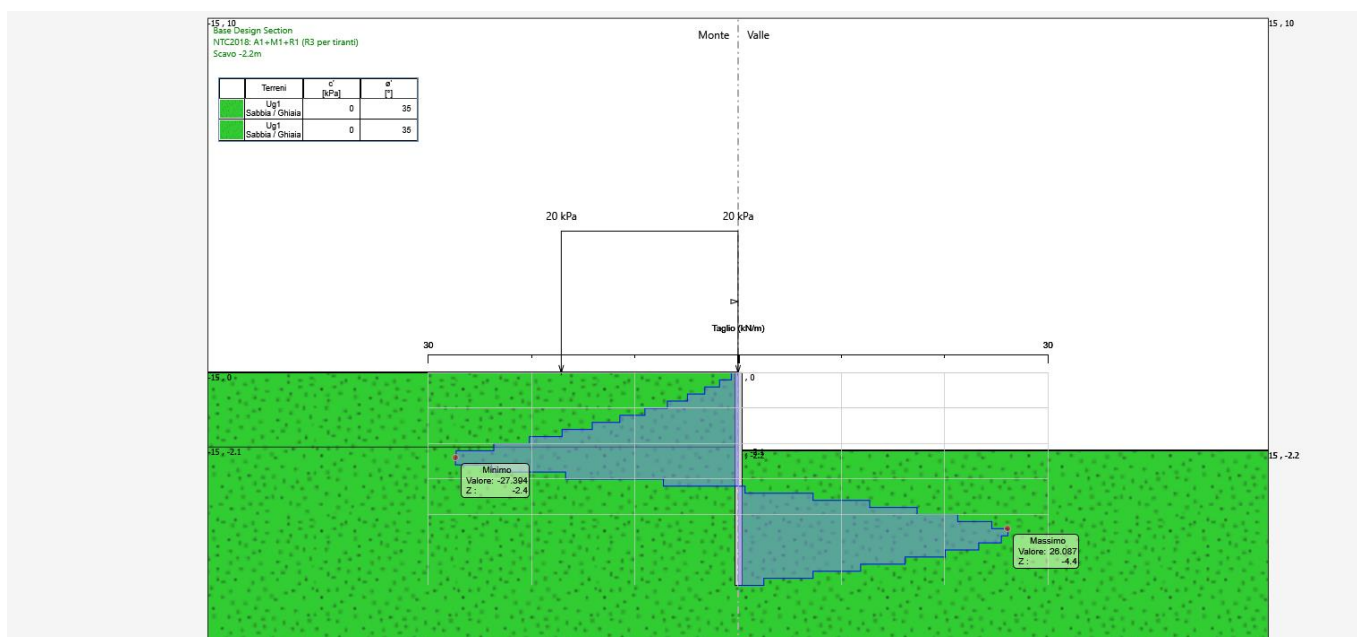 -15 , 10
15 , 10
Base Design Section
NTC2018: A1+M1+R1 (R3 per tiranti)
Scavo -2.2m
Monte Valle
Terreni c' [kPa] ø' [°]
Ug1 Sabbia / Ghiaia 0 35
Ug1 Sabbia / Ghiaia 0 35
20 kPa 20 kPa
Taglio (kN/m)
30 30
-15 , 0
, 0
-15 , -2.1
15 , -2.2
Minimo
Valore: -27.394
Z : -2.4
Massimo
Valore: 26.087
Z : -4.4